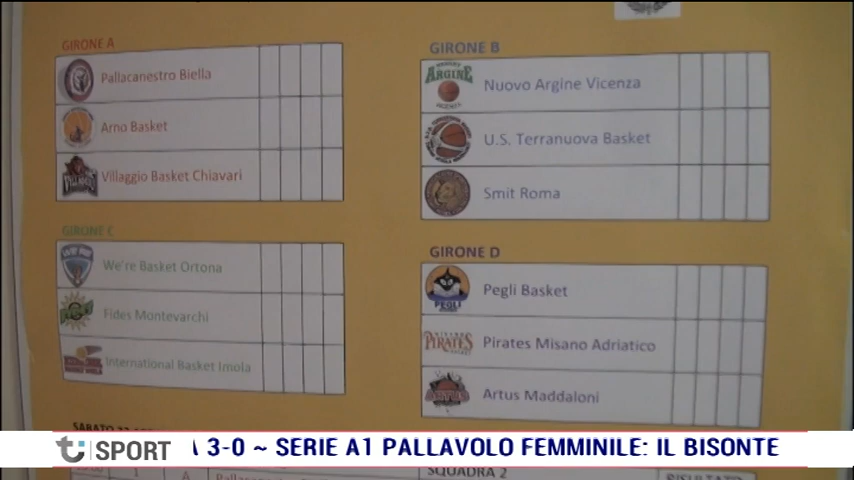 GIRONE A
Pallacanestro Biella
Arno Basket
Villaggio Basket Chiavari
GIRONE B
ARGINE
Nuovo Argine Vicenza
U.S. Terranuova Basket
Smit Roma
GIRONE C
We're Basket Ortona
Fides Montevarchi
International Basket Imola
GIRONE D
PEGLI
Pegli Basket
PIRATES
Pirates Misano Adriatico
ARTUS
Artus Maddaloni
SABATO
SQUADRA 2
RISULTATO
t SPORT
A 3-0 ~ SERIE A1 PALLAVOLO FEMMINILE: IL BISONTE